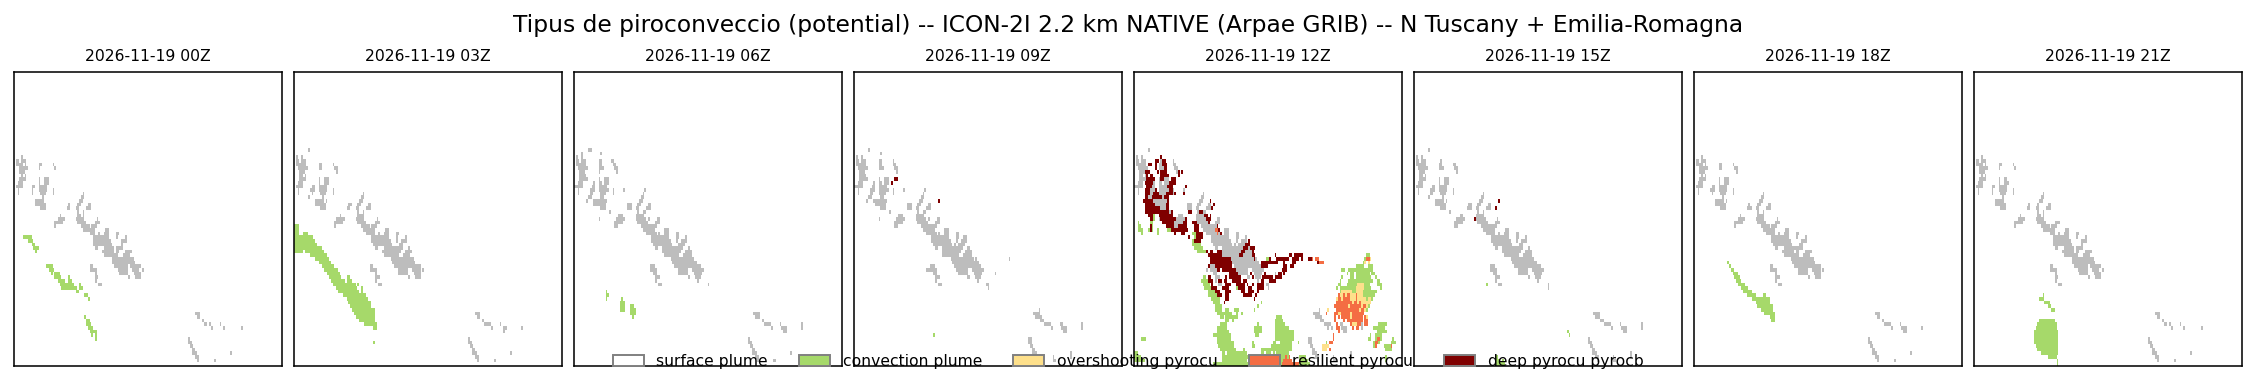 Tipus de piroconveccio (potential) -- ICON-2I 2.2 km NATIVE (Arpae GRIB) -- N Tuscany + Emilia-Romagna
2026-11-19 00Z
2026-11-19 03Z
2026-11-19 06Z
2026-11-19 09Z
2026-11-19 12Z
2026-11-19 15Z
2026-11-19 18Z
2026-11-19 21Z
surface plume
convection plume
overshooting pyrocu
resilient pyrocu
deep pyrocu pyrocb